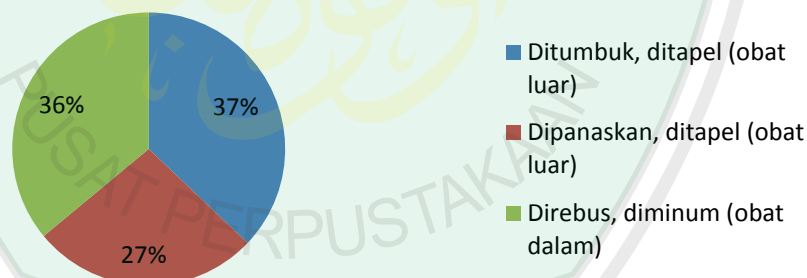 36%
37%
27%
Ditumbuk, ditapel (obat
luar)
Dipanaskan, ditapel (obat
luar)
Direbus, diminum (obat
dalam)
PUSAT PERPUSTAKAAN